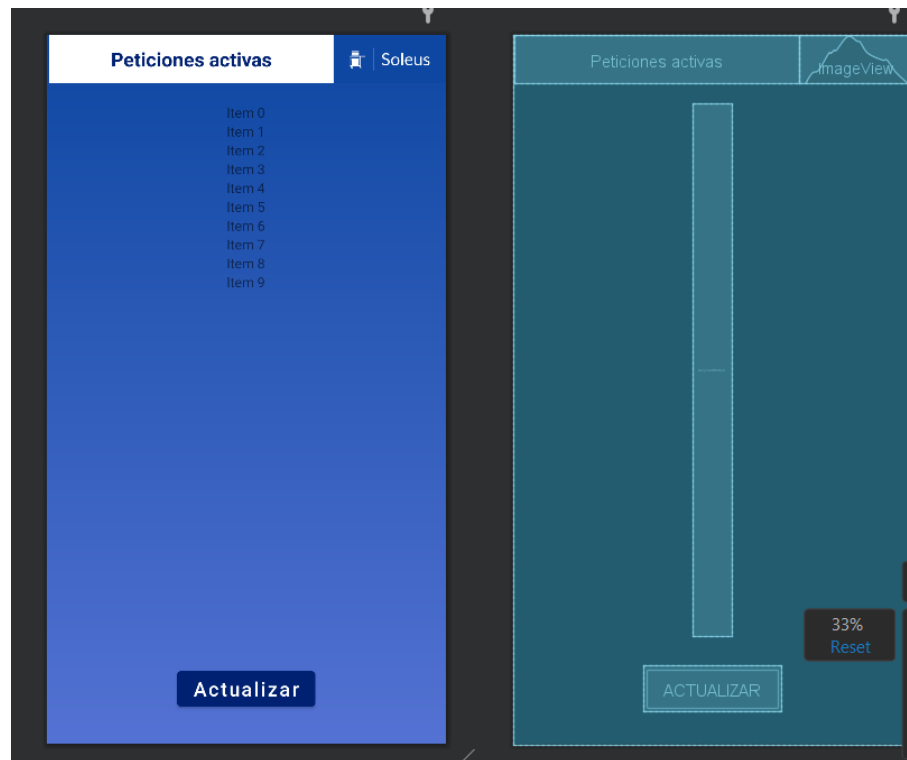 Peticiones activas
Soleus
Item 0
Item 1
Item 2
Item 3
Item 4
Item 5
Item 6
Item 7
Item 8
Item 9
Actualizar
Peticiones activas
ImageView
ACTUALIZAR
33%
Reset